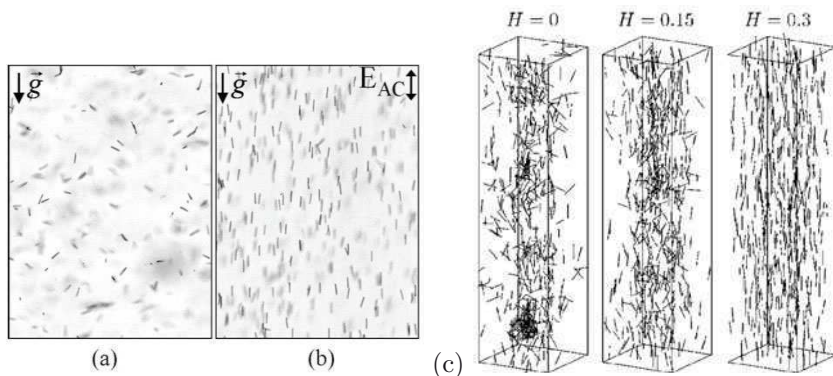 H = 0
H = 0.15
H = 0.3
g⃗
g⃗
E_AC
(a)
(b)
(c)